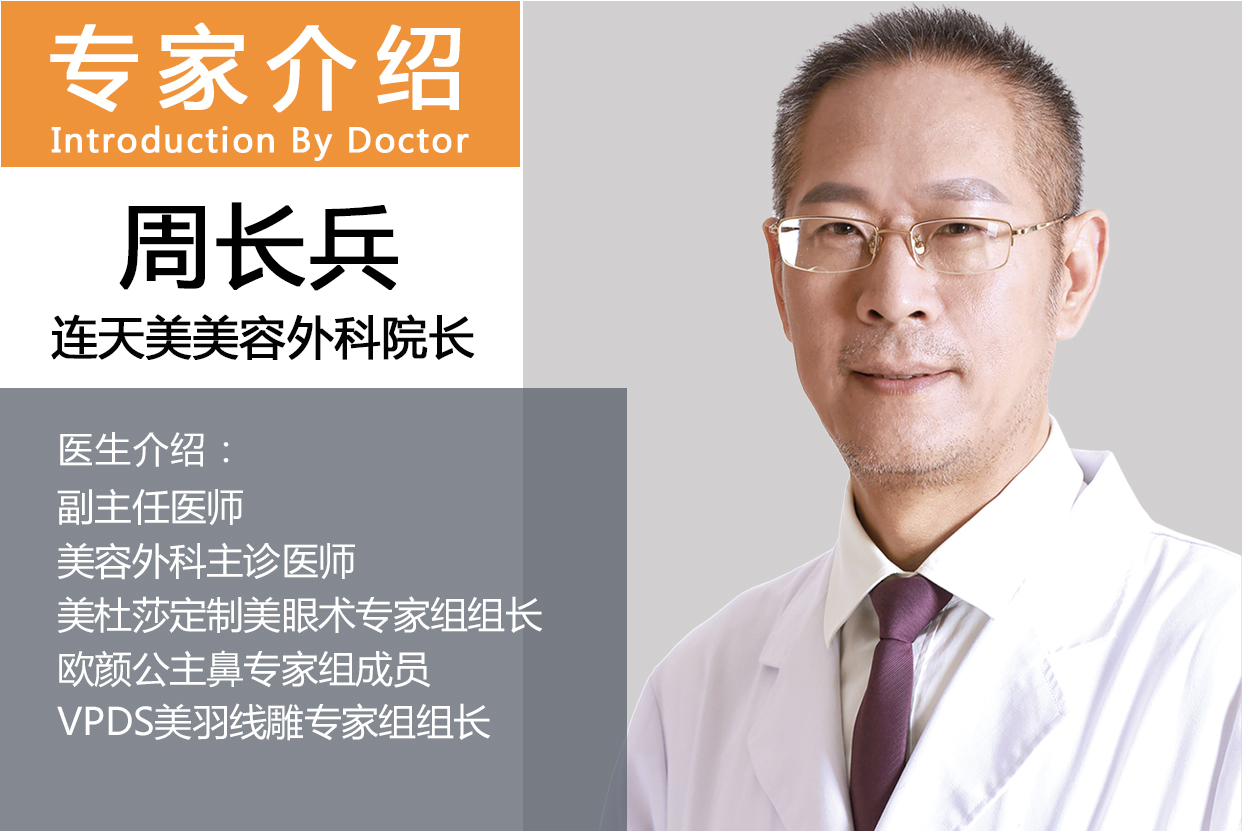 专家介绍
Introduction By Doctor
周长兵
连天美美容外科院长
医生介绍：
副主任医师
美容外科主诊医师
美杜莎定制美眼术专家组组长
欧颜公主鼻专家组成员
VPDS美羽线雕专家组组长